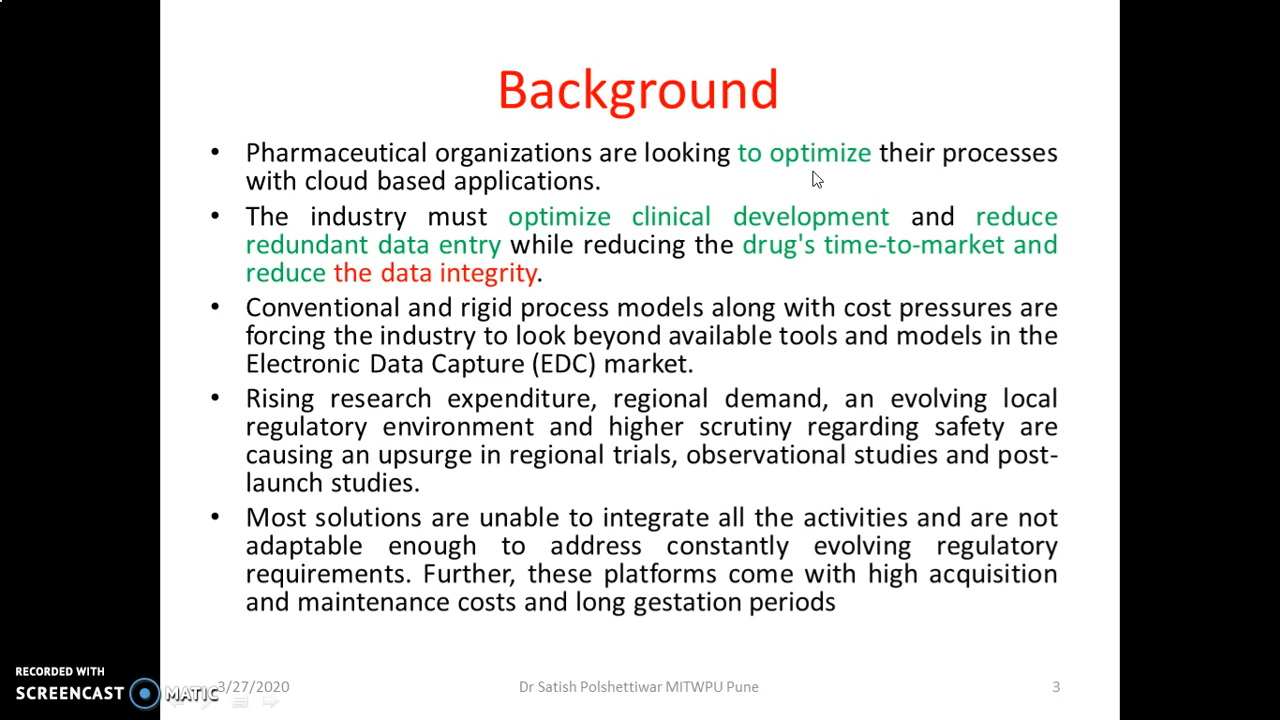 Background
• Pharmaceutical organizations are looking to optimize their processes
with cloud based applications.
• The industry must optimize clinical development and reduce
redundant data entry while reducing the drug's time-to-market and
reduce the data integrity.
• Conventional and rigid process models along with cost pressures are
forcing the industry to look beyond available tools and models in the
Electronic Data Capture (EDC) market.
• Rising research expenditure, regional demand, an evolving local
regulatory environment and higher scrutiny regarding safety are
causing an upsurge in regional trials, observational studies and post-
launch studies.
• Most solutions are unable to integrate all the activities and are not
adaptable enough to address constantly evolving regulatory
requirements. Further, these platforms come with high acquisition
and maintenance costs and long gestation periods
RECORDED WITH
SCREENCAST MATIC
3/27/2020 Dr Satish Polshettiwar MITWPU Pune 3